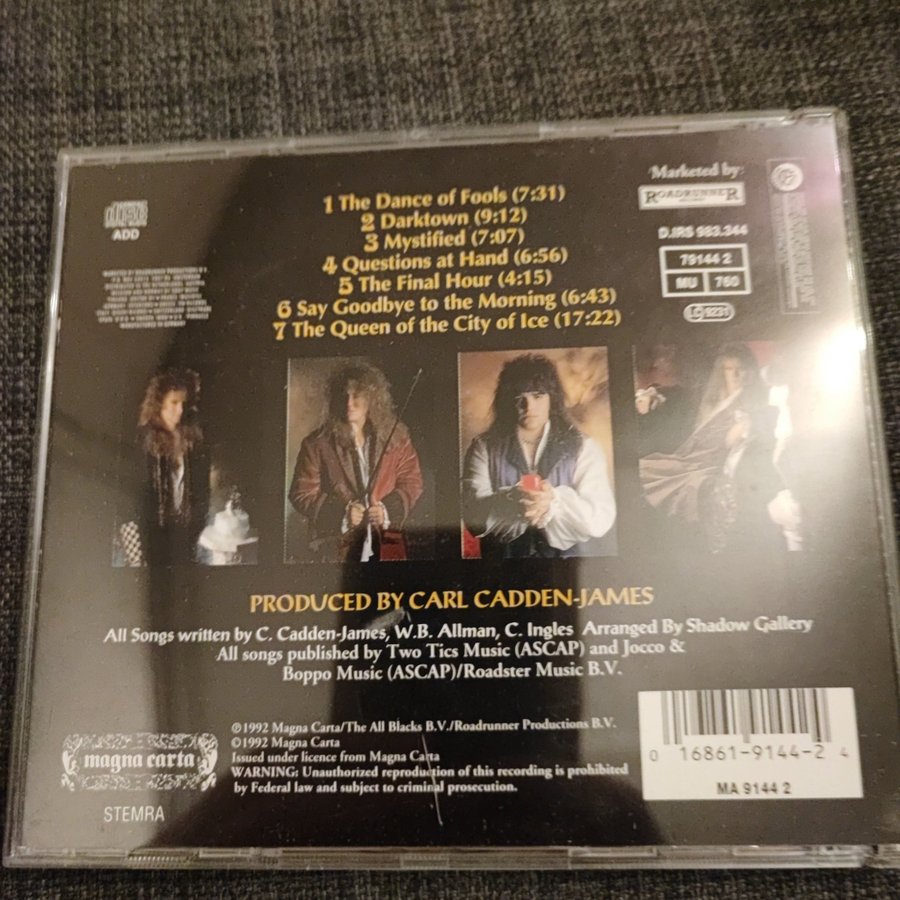 1 The Dance of Fools (7:31)
2 Darktown (9:12)
3 Mystified (7:07)
4 Questions at Hand (6:56)
5 The Final Hour (4:15)
6 Say Goodbye to the Morning (6:43)
7 The Queen of the City of Ice (17:22)
ADD
Marketed by:
ROADRUNNER
D.IRS 983.344
79144 2
MU 760
LC 9231
PRODUCED BY CARL CADDEN-JAMES
All Songs written by C. Cadden-James, W.B. Allman, C. Ingles Arranged By Shadow Gallery
All songs published by Two Tics Music (ASCAP) and Jocco &
Boppo Music (ASCAP)/Roadster Music B.V.
℗1992 Magna Carta/The All Blacks B.V./Roadrunner Productions B.V.
©1992 Magna Carta
Issued under licence from Magna Carta
WARNING: Unauthorized reproduction of this recording is prohibited
by Federal law and subject to criminal prosecution.
magna carta
STEMRA
0 16861-9144-2 4
MA 9144 2